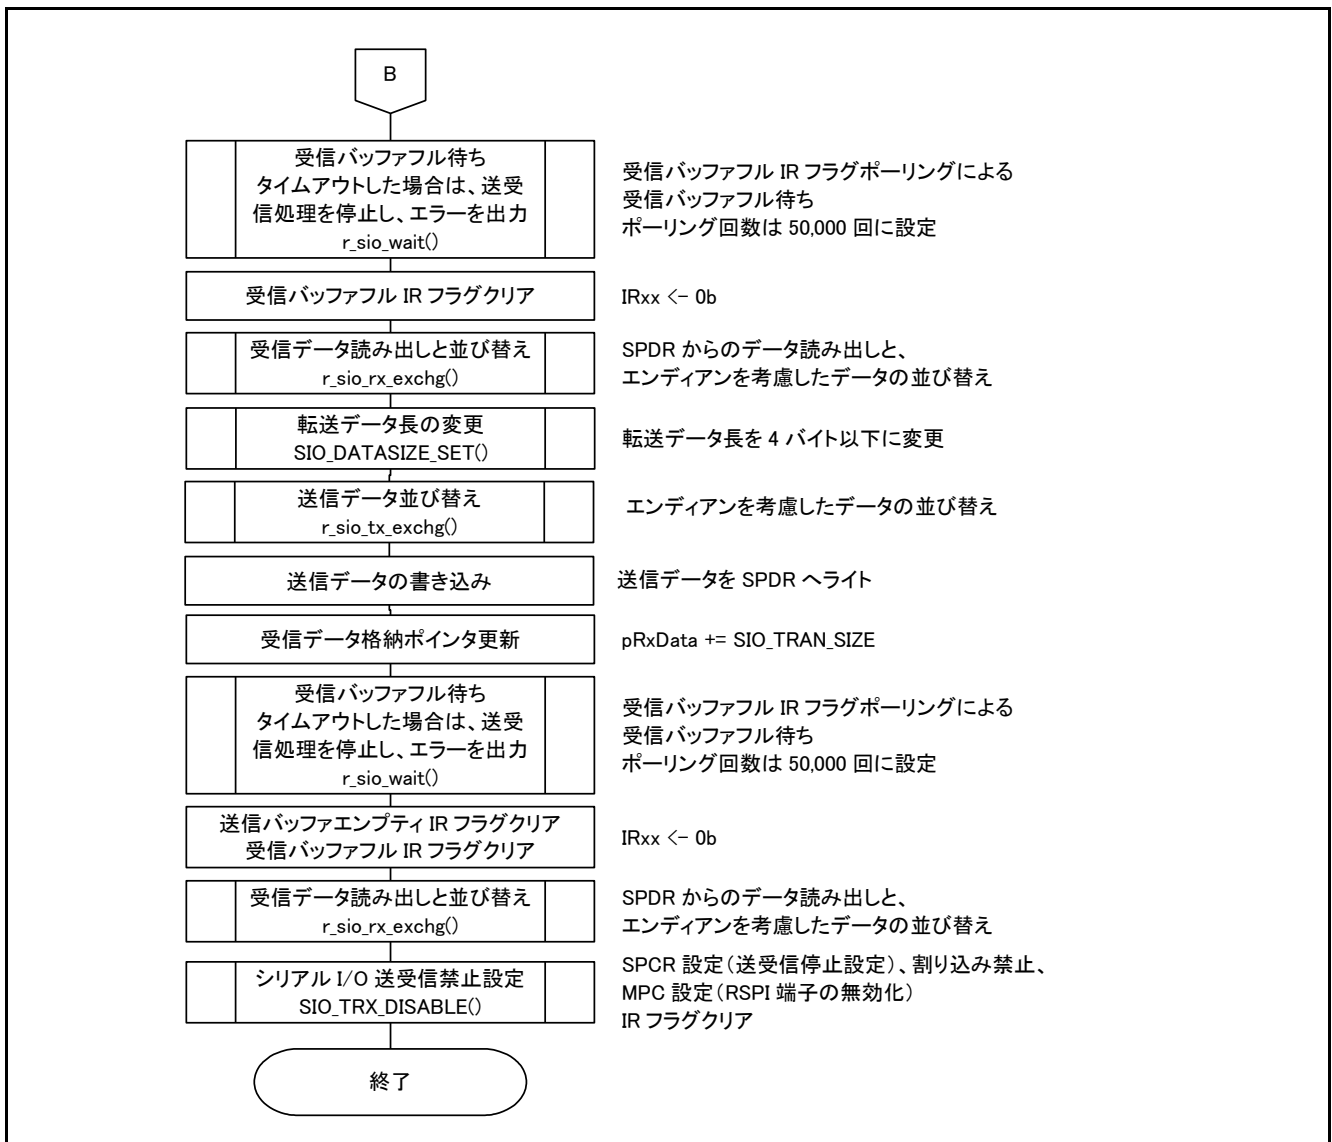 B
受信バッファフル待ち
タイムアウトした場合は、送受
信処理を停止し、エラーを出力
r_sio_wait()
受信バッファフル IR フラグポーリングによる
受信バッファフル待ち
ポーリング回数は 50,000 回に設定
受信バッファフル IR フラグクリア
IRxx <- 0b
受信データ読み出しと並び替え
r_sio_rx_exchg()
SPDR からのデータ読み出しと、
エンディアンを考慮したデータの並び替え
転送データ長の変更
SIO_DATASIZE_SET()
転送データ長を 4 バイト以下に変更
送信データ並び替え
r_sio_tx_exchg()
エンディアンを考慮したデータの並び替え
送信データの書き込み
送信データを SPDR へライト
受信データ格納ポインタ更新
pRxData += SIO_TRAN_SIZE
受信バッファフル待ち
タイムアウトした場合は、送受
信処理を停止し、エラーを出力
r_sio_wait()
受信バッファフル IR フラグポーリングによる
受信バッファフル待ち
ポーリング回数は 50,000 回に設定
送信バッファエンプティ IR フラグクリア
受信バッファフル IR フラグクリア
IRxx <- 0b
受信データ読み出しと並び替え
r_sio_rx_exchg()
SPDR からのデータ読み出しと、
エンディアンを考慮したデータの並び替え
シリアル I/O 送受信禁止設定
SIO_TRX_DISABLE()
SPCR 設定(送受信停止設定)、割り込み禁止、
MPC 設定(RSPI 端子の無効化)
IR フラグクリア
終了